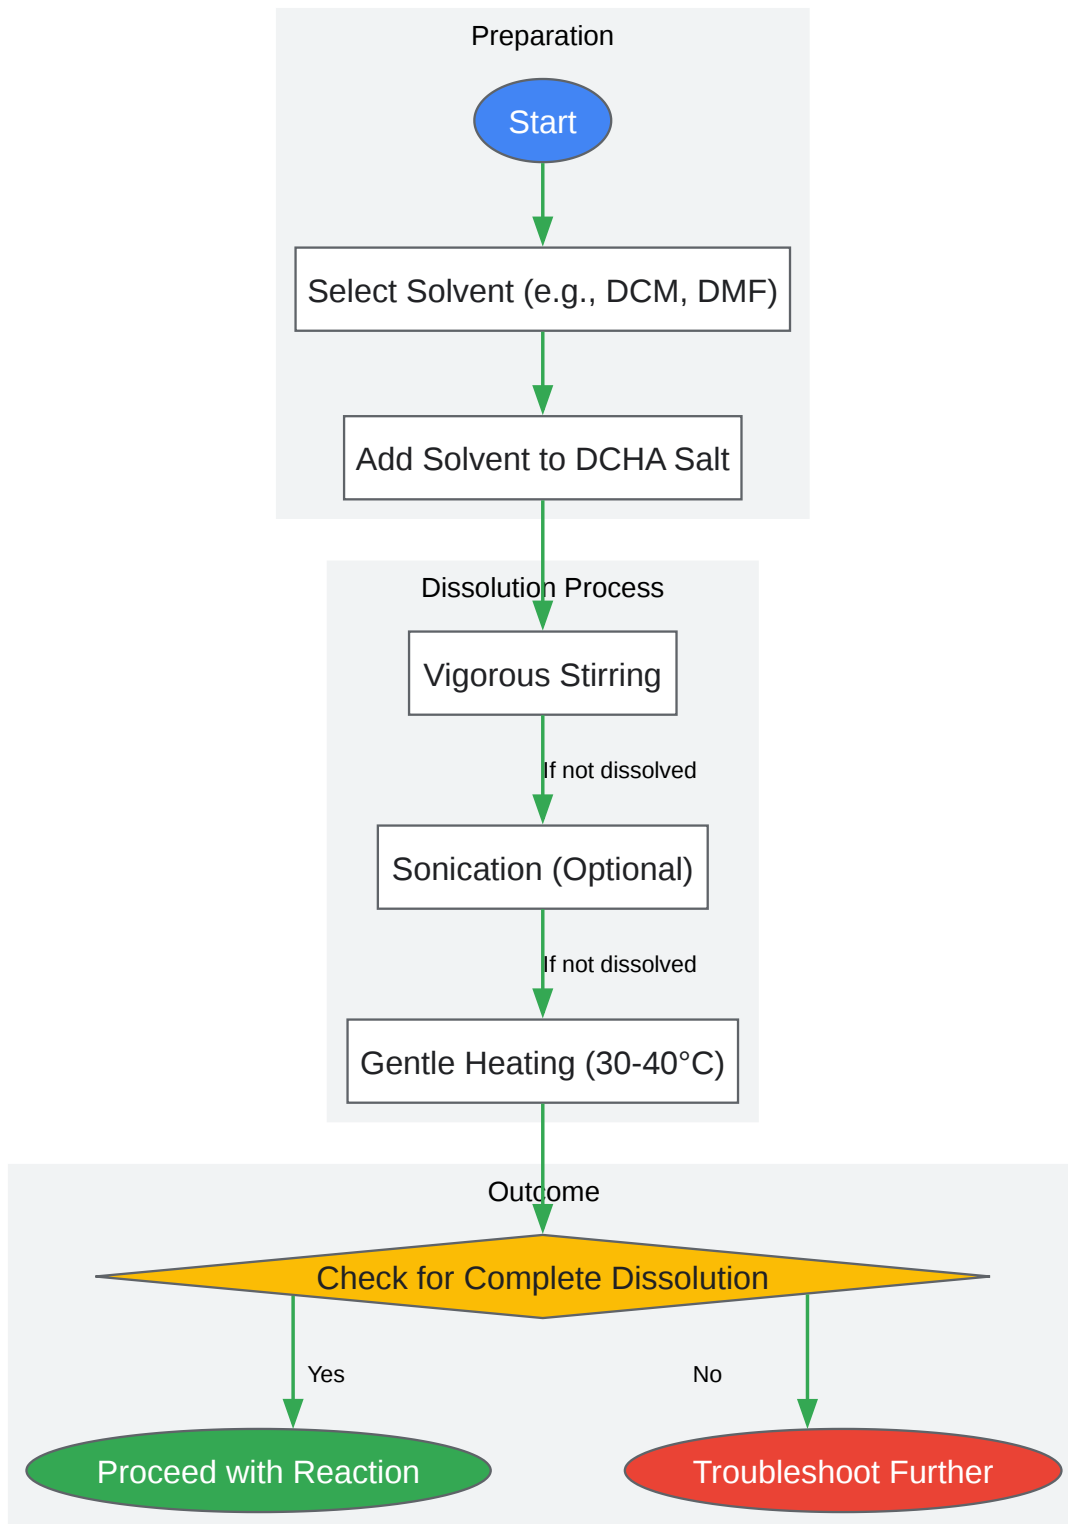 Preparation
Start
Select Solvent (e.g., DCM, DMF)
Add Solvent to DCHA Salt
Dissolution Process
Vigorous Stirring
If not dissolved
Sonication (Optional)
If not dissolved
Gentle Heating (30-40°C)
Outcome
Check for Complete Dissolution
Yes
No
Proceed with Reaction
Troubleshoot Further